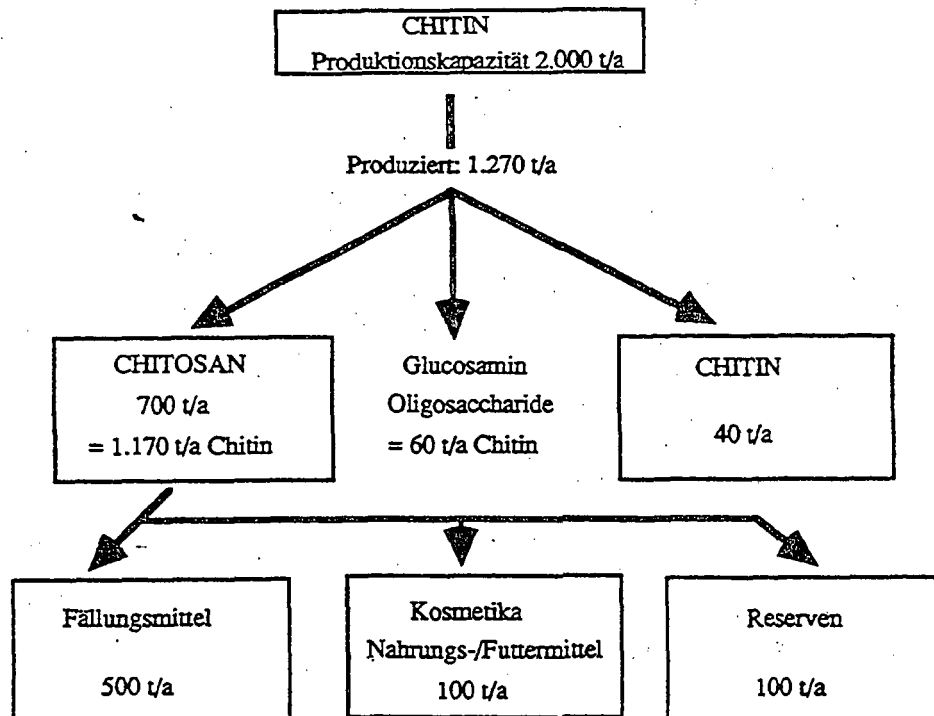 CHITIN
Produktionskapazität 2.000 t/a
Produziert: 1.270 t/a
CHITOSAN
700 t/a
= 1.170 t/a Chitin
Glucosamin
Oligosaccharide
= 60 t/a Chitin
CHITIN
40 t/a
Fällungsmittel
500 t/a
Kosmetika
Nahrungs-/Futtermittel
100 t/a
Reserven
100 t/a